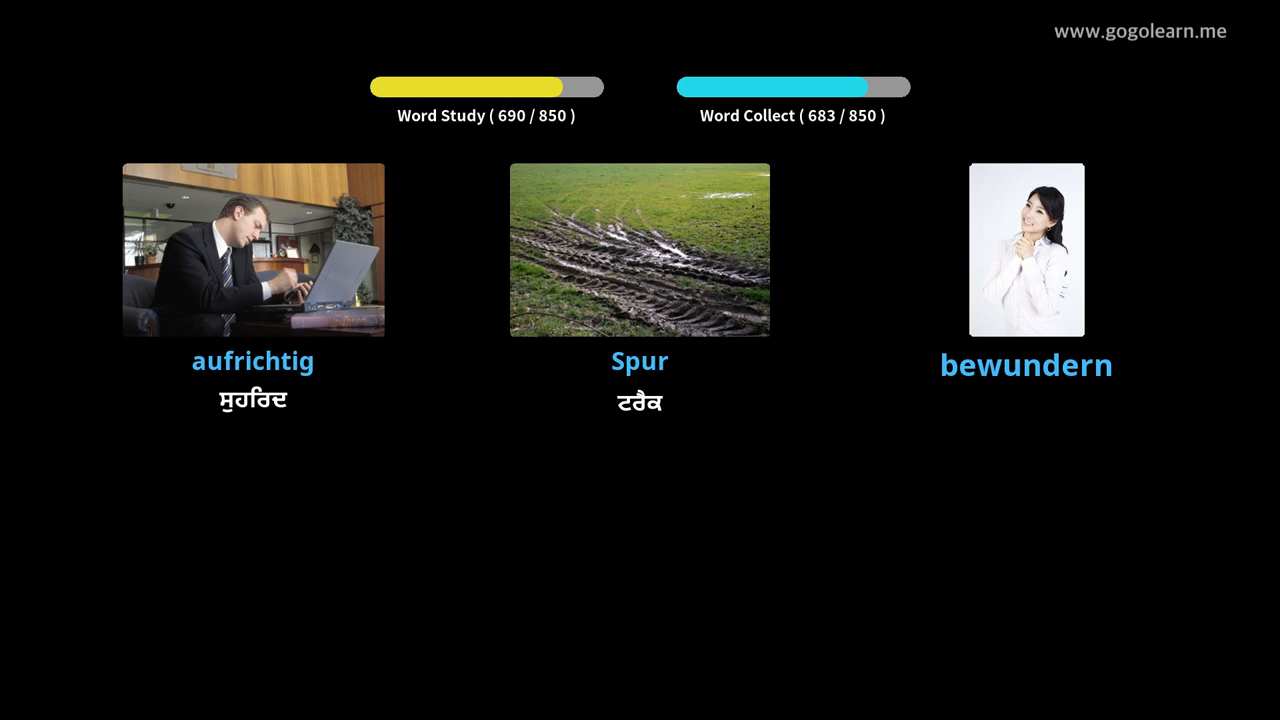 www.gogolearn.me
Word Study ( 690 / 850 )
Word Collect ( 683 / 850 )
aufrichtig
Spur
bewundern
ਸੁਹਰਿਦ
ਟਰੈਕ